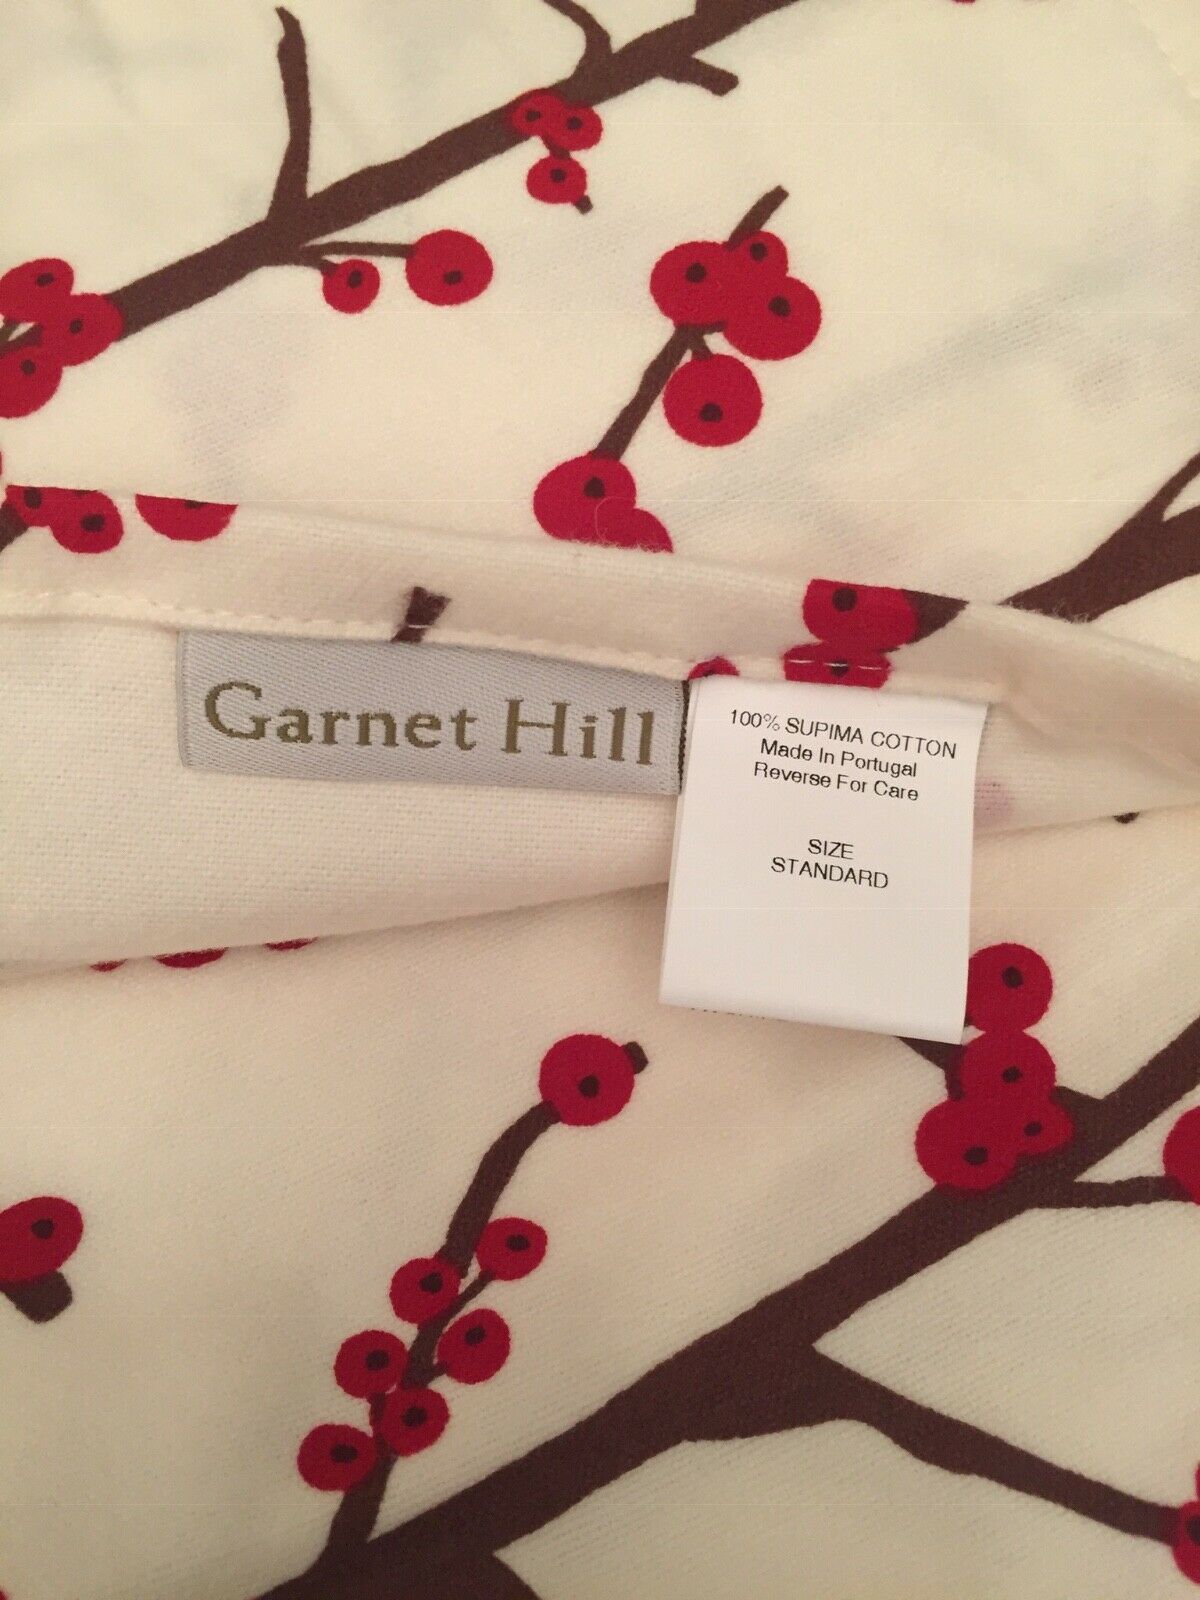 Garnet Hill
100% SUPIMA COTTON
Made In Portugal
Reverse For Care
SIZE
STANDARD